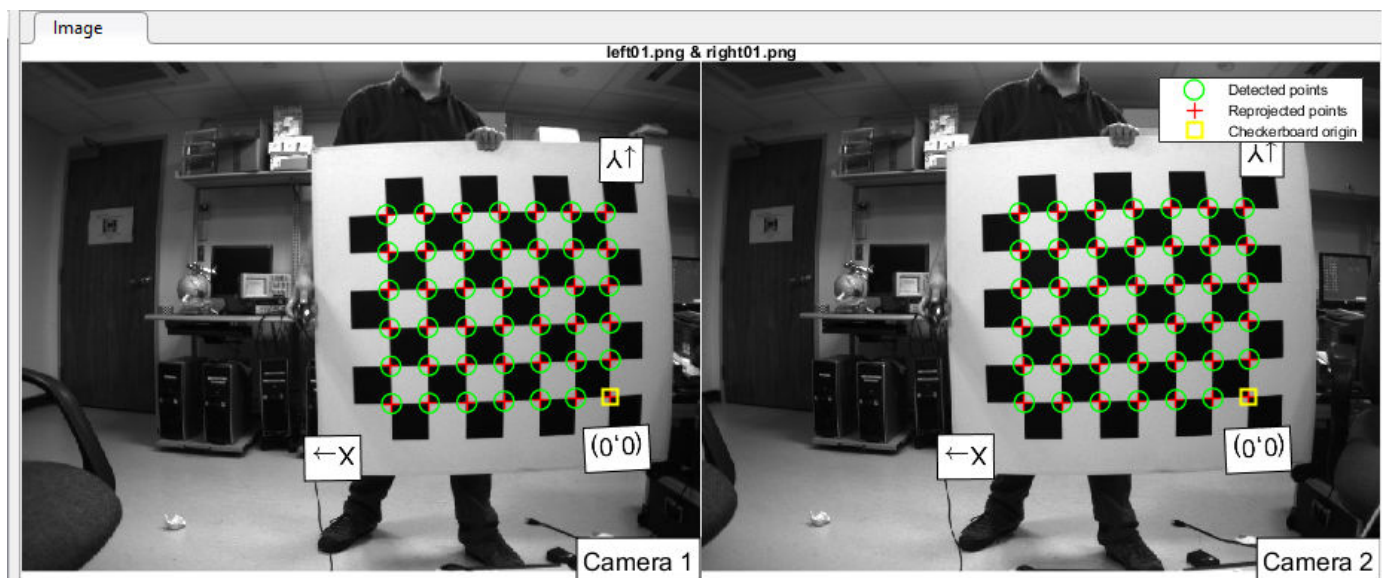 Image
left01.png & right01.png
Detected points
Reprojected points
Checkerboard origin
Y↑
Y↑
←X
(0,0)
←X
(0,0)
Camera 1
Camera 2